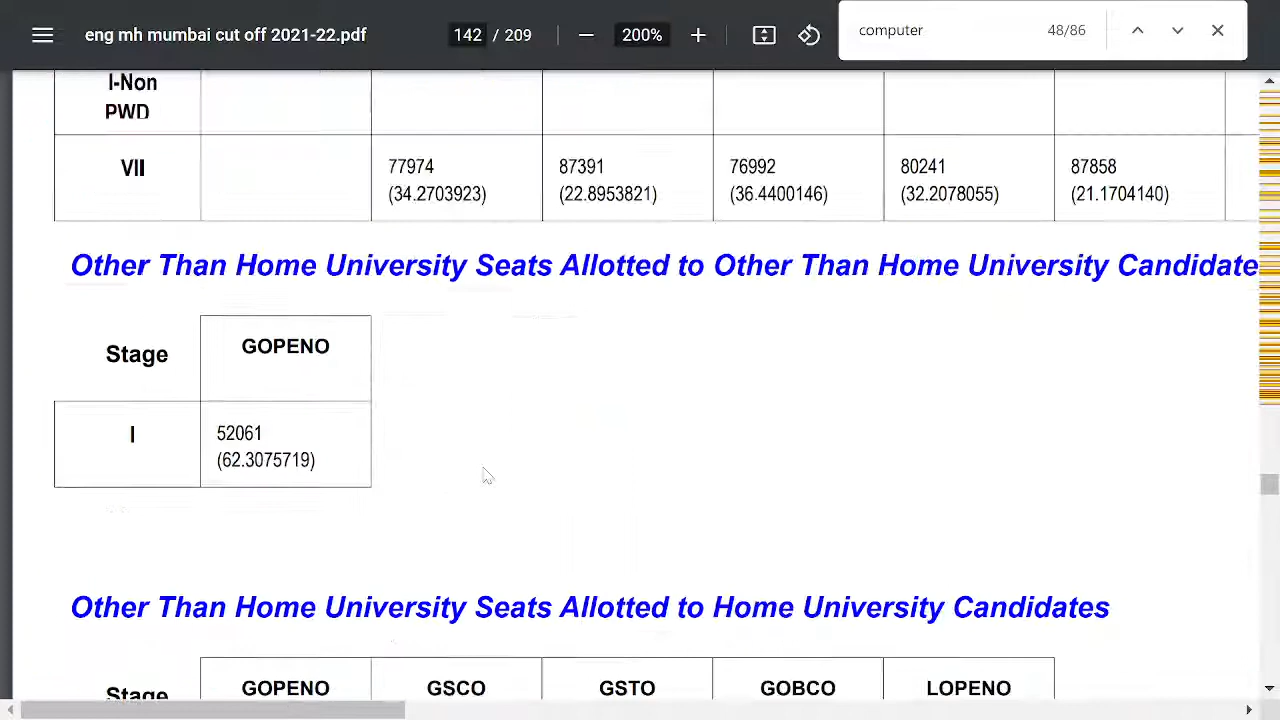 eng mh mumbai cut off 2021-22.pdf 142 / 209 200% computer 48/86
I-Non
PWD
VII 77974 87391 76992 80241 87858
(34.2703923) (22.8953821) (36.4400146) (32.2078055) (21.1704140)
Other Than Home University Seats Allotted to Other Than Home University Candidate
Stage GOPENO
I 52061
(62.3075719)
Other Than Home University Seats Allotted to Home University Candidates
Stage GOPENO GSCO GSTO GOBCO LOPENO